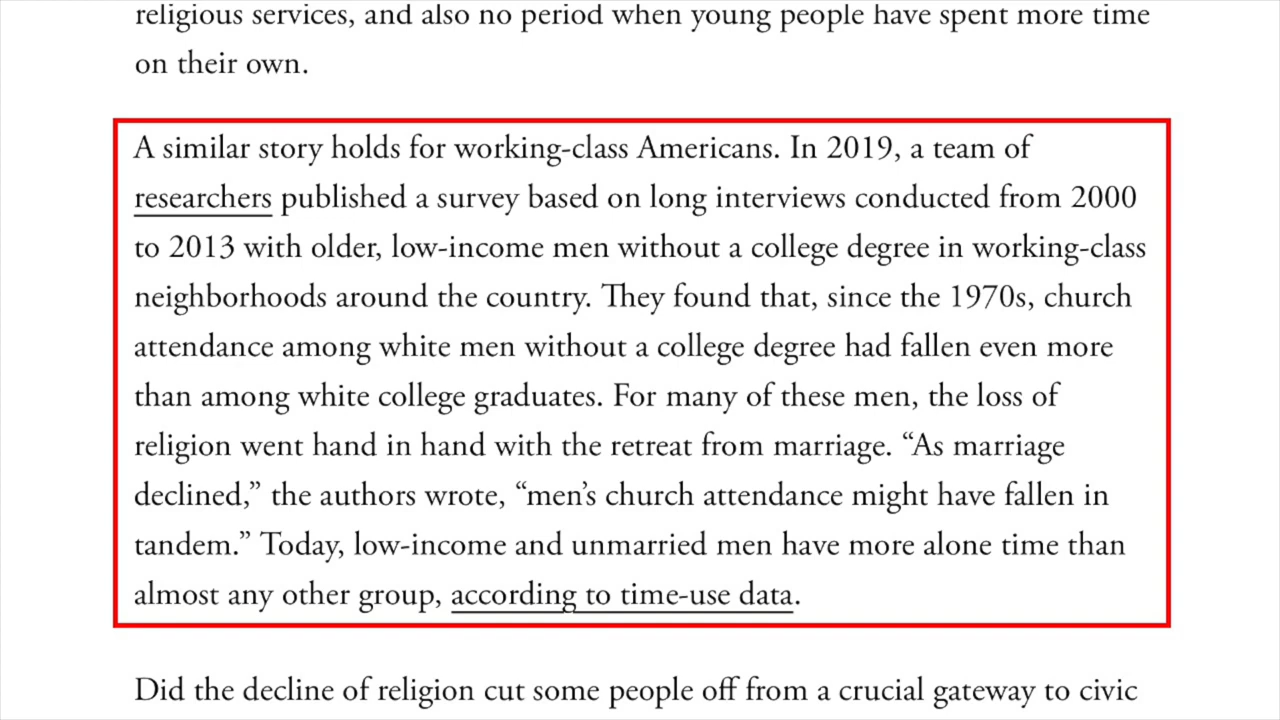 religious services, and also no period when young people have spent more time
on their own.
A similar story holds for working-class Americans. In 2019, a team of
researchers published a survey based on long interviews conducted from 2000
to 2013 with older, low-income men without a college degree in working-class
neighborhoods around the country. They found that, since the 1970s, church
attendance among white men without a college degree had fallen even more
than among white college graduates. For many of these men, the loss of
religion went hand in hand with the retreat from marriage. “As marriage
declined,” the authors wrote, “men’s church attendance might have fallen in
tandem.” Today, low-income and unmarried men have more alone time than
almost any other group, according to time-use data.
Did the decline of religion cut some people off from a crucial gateway to civic